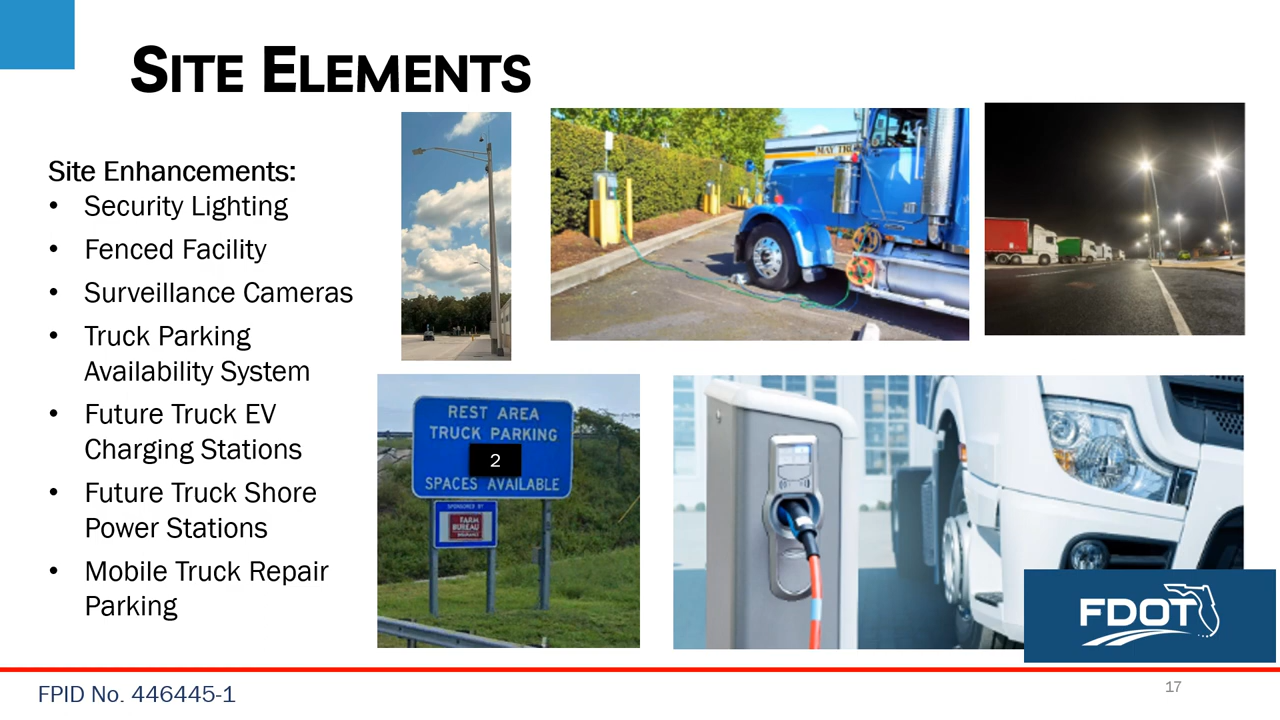 SITE ELEMENTS
Site Enhancements:
• Security Lighting
• Fenced Facility
• Surveillance Cameras
• Truck Parking
Availability System
• Future Truck EV
Charging Stations
• Future Truck Shore
Power Stations
• Mobile Truck Repair
Parking
MAY TRU
REST AREA
TRUCK PARKING
2
SPACES AVAILABLE
SPONSORED BY
FARM
BUREAU
INSURANCE
FDOT
FPID No. 446445-1
17